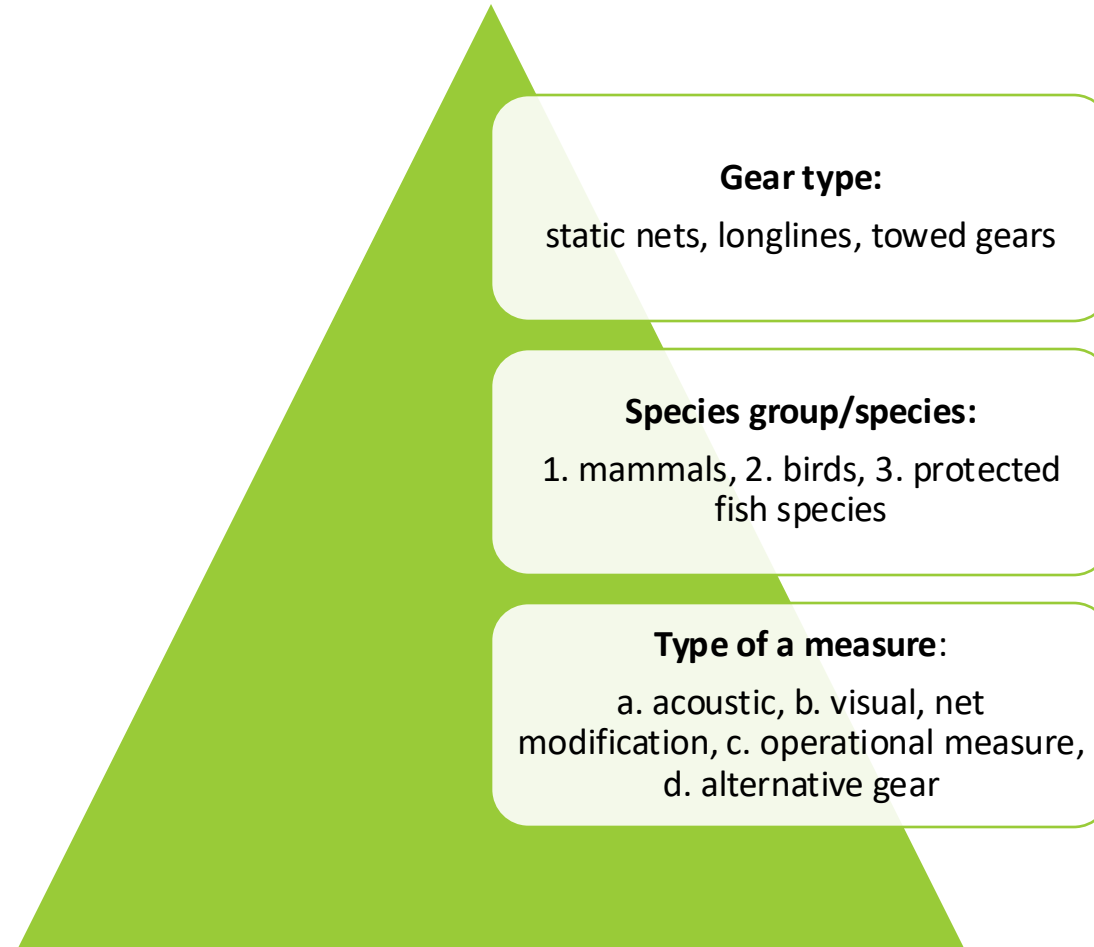 Gear type:
static nets, longlines, towed gears
Species group/species:
1. mammals, 2. birds, 3. protected
fish species
Type of a measure:
a. acoustic, b. visual, net
modification, c. operational measure,
d. alternative gear